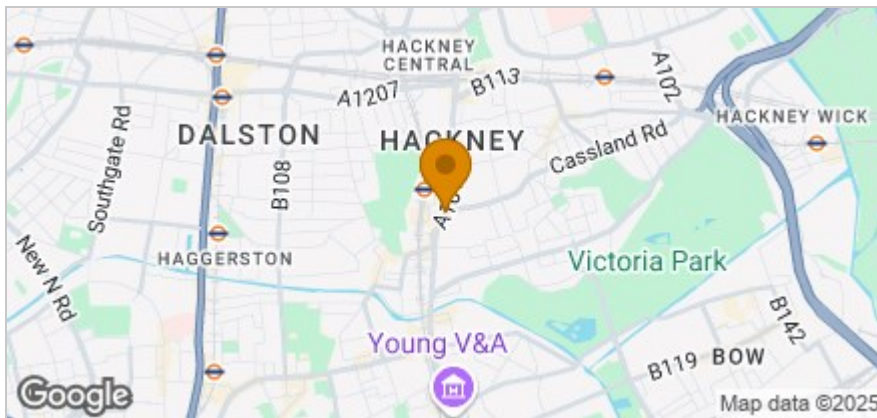 HACKNEY
CENTRAL
A1207
B113
A102
HACKNEY WICK
DALSTON
HACKNEY
Cassland Rd
Southgate Rd
B108
HAGGERSTON
New N Rd
Victoria Park
B142
Young V&A
B119
BOW
Google
Map data ©2025